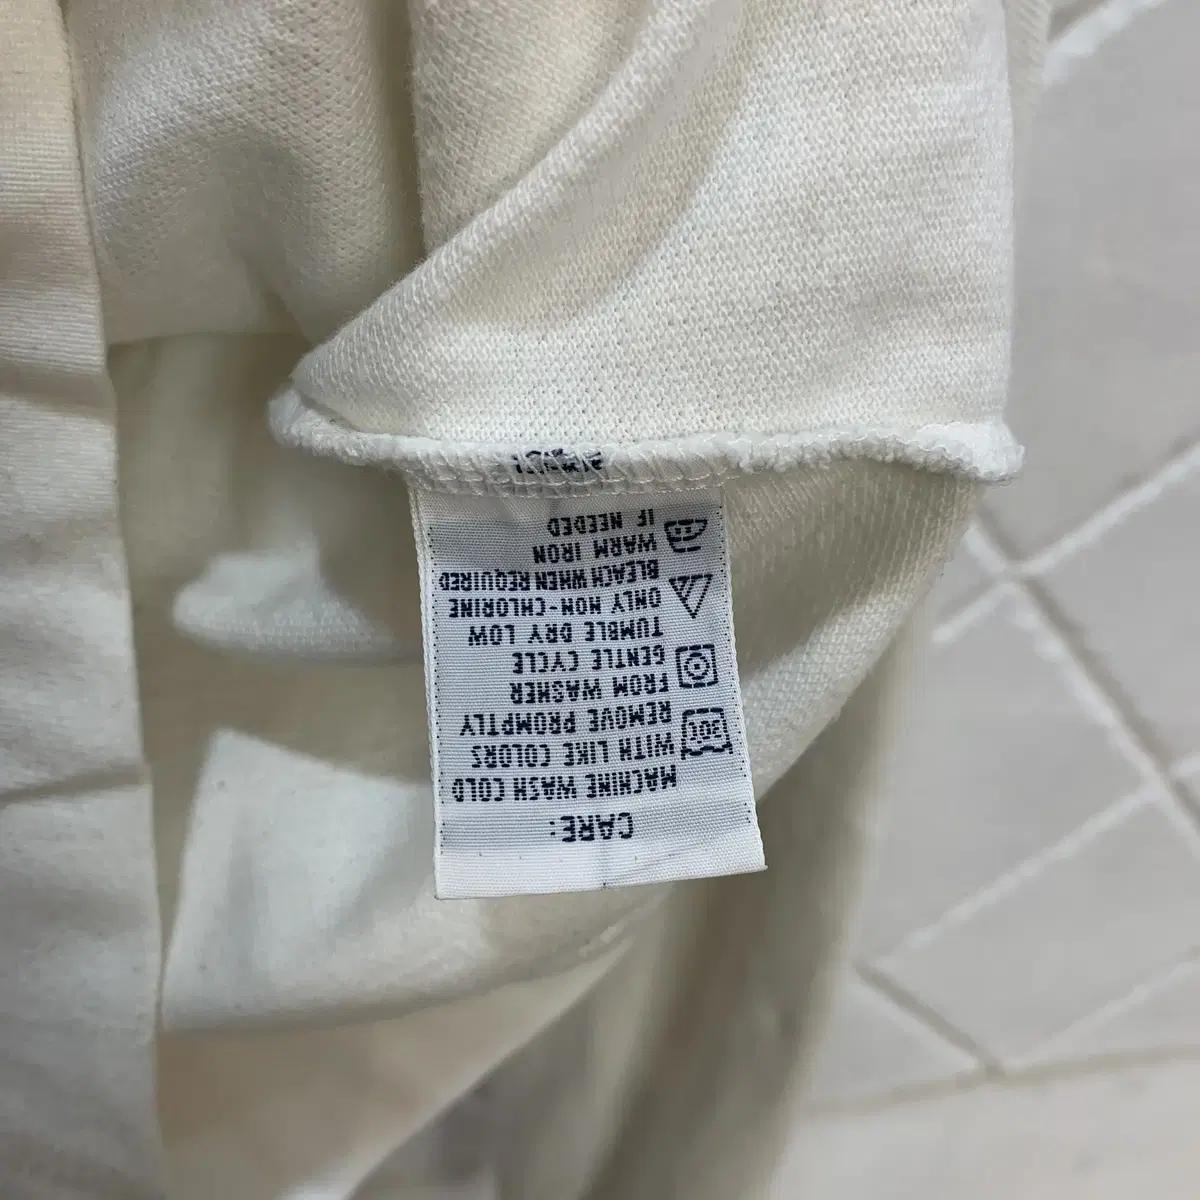 CARE:
MACHINE WASH COLD
WITH LIKE COLORS
REMOVE PROMPTLY
FROM WASHER
GENTLE CYCLE
TUMBLE DRY LOW
ONLY NON-CHLORINE
BLEACH WHEN REQUIRED
WARM IRON
IF NEEDED